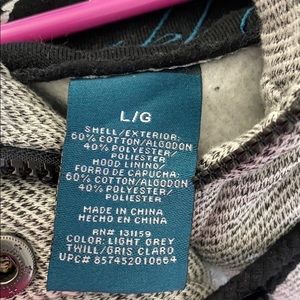 L/G
SHELL/EXTERIOR:
60% COTTON/ALGODON
40% POLYESTER/
POLIESTER
HOOD LINING/
FORRO DE CAPUCHA:
60% COTTON/ALGODON
40% POLYESTER/
POLIESTER
MADE IN CHINA
HECHO EN CHINA
RN# 131159
COLOR: LIGHT GREY
TWILL/GRIS CLARO
UPC# 857452010664